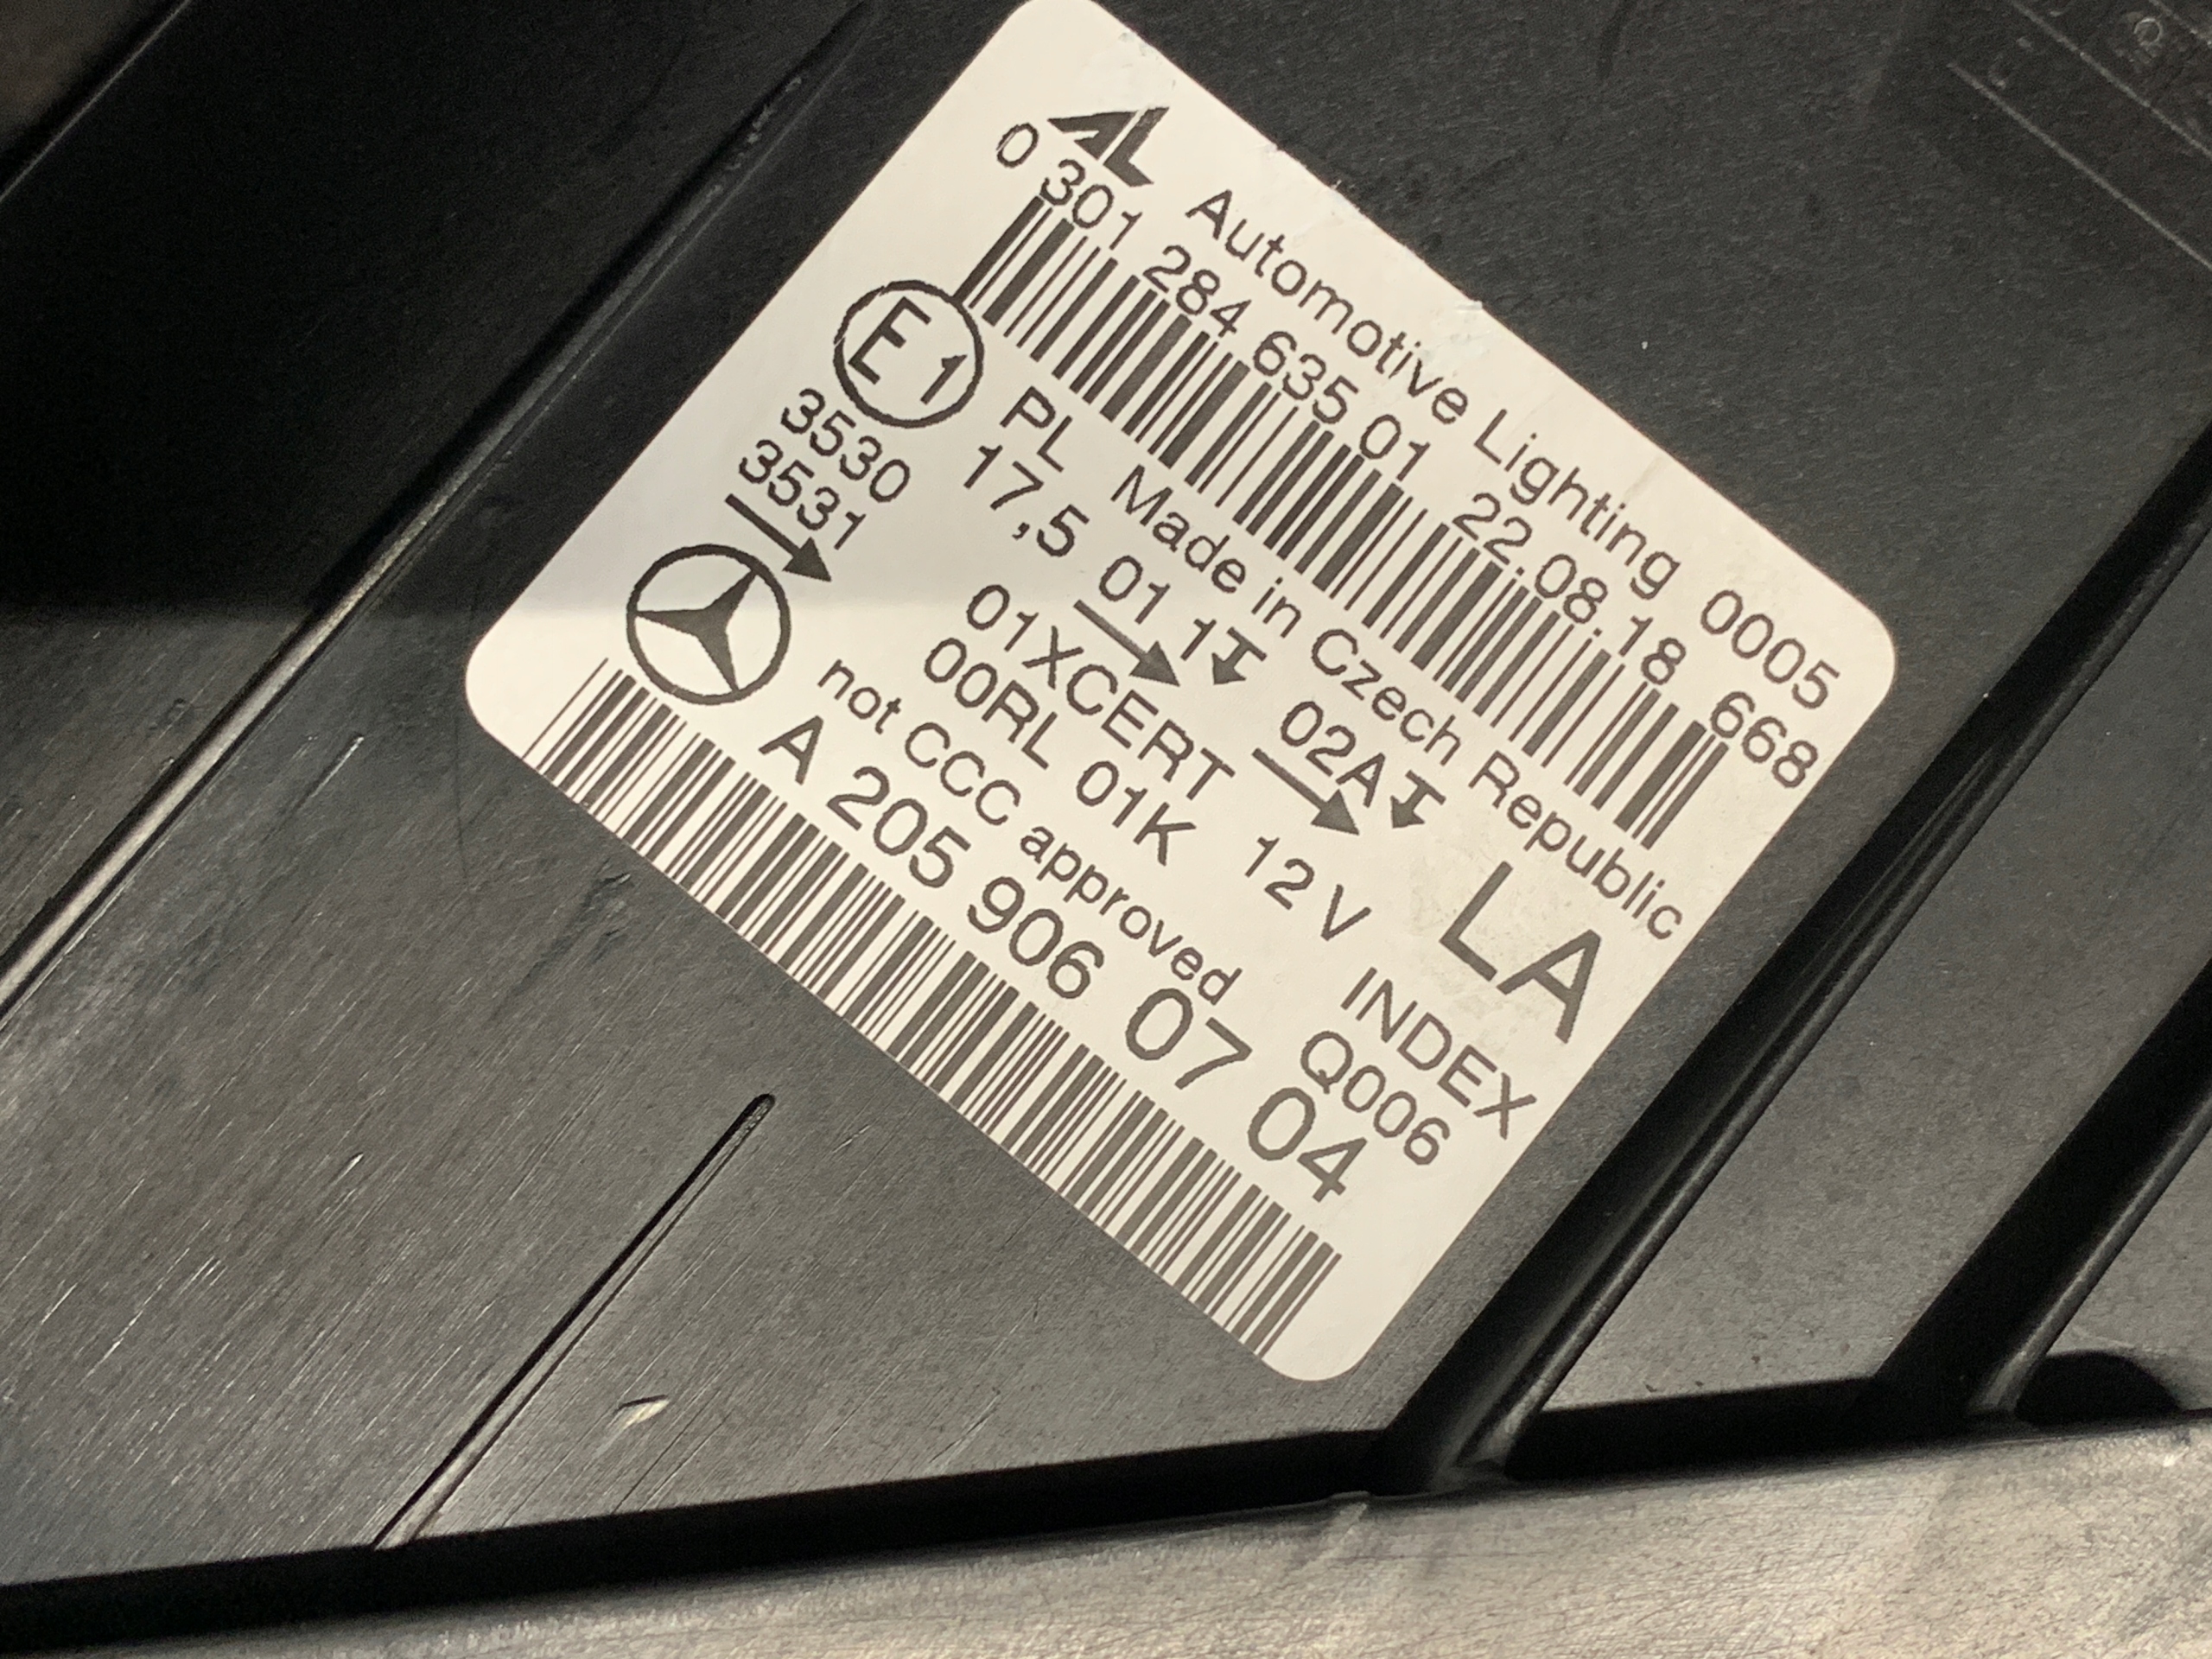 AL Automotive Lighting 0005
0 301 284 635 01 22.08.18 668
E1 PL Made in Czech Republic
3530 17,5 01 1 02A LA
3531
01XCERT 12V INDEX
00RL 01K Q006
not CCC approved
A 205 906 07 04